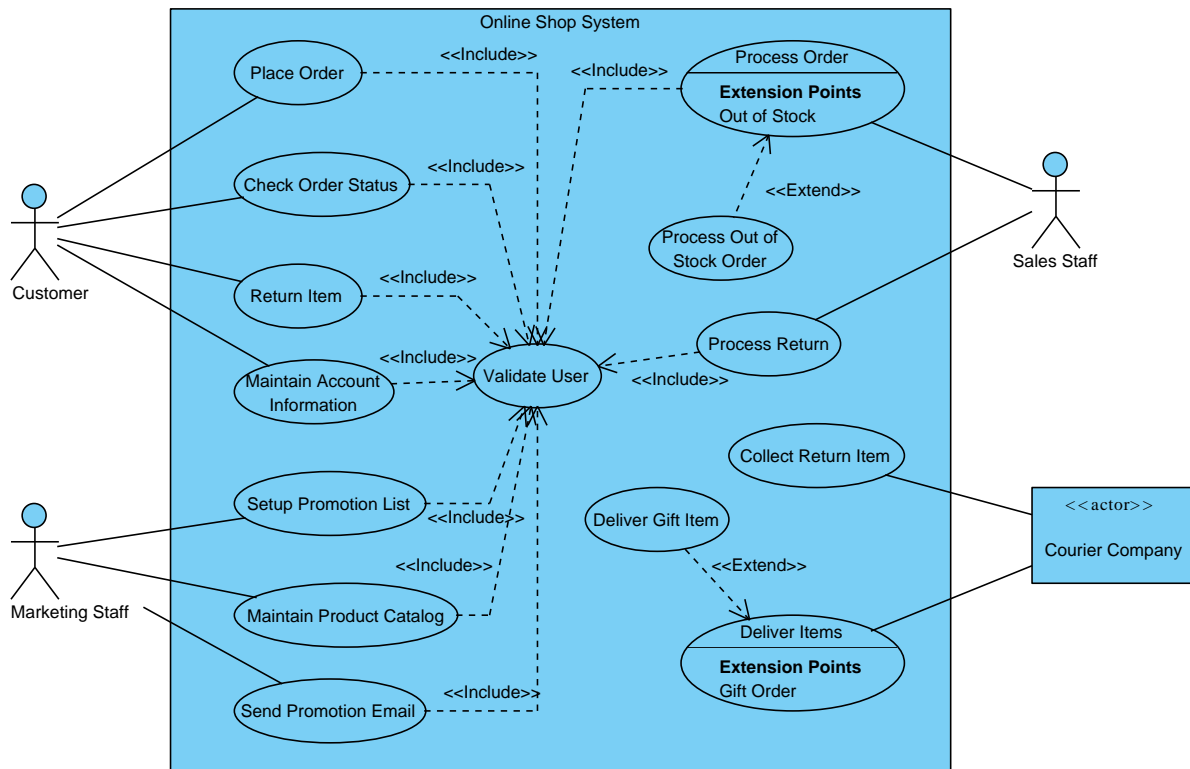 Online Shop System
Place Order
<<Include>>
<<Include>>
Process Order
Extension Points
Out of Stock
Check Order Status
<<Include>>
<<Extend>>
Process Out of
Stock Order
Customer
Sales Staff
Return Item
<<Include>>
Process Return
Maintain Account
Information
<<Include>>
Validate User
<<Include>>
Collect Return Item
Setup Promotion List
<<Include>>
Deliver Gift Item
<<actor>>
Courier Company
<<Include>>
<<Extend>>
Marketing Staff
Maintain Product Catalog
Deliver Items
Extension Points
Gift Order
<<Include>>
Send Promotion Email